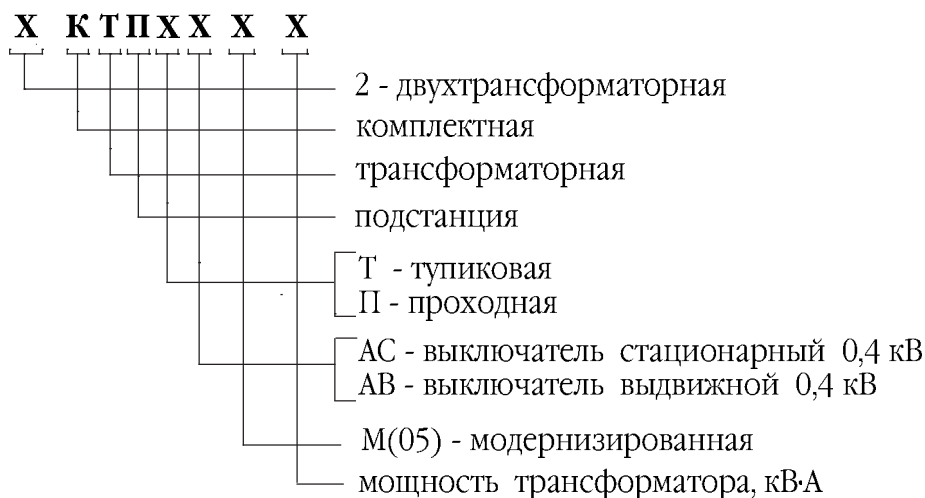 Х КТПХХ Х Х
2 - двухтрансформаторная
комплектная
трансформаторная
подстанция
Т - тупиковая
П - проходная
АС - выключатель стационарный 0,4 кВ
АВ - выключатель выдвижной 0,4 кВ
М(05) - модернизированная
мощность трансформатора, кВ·А